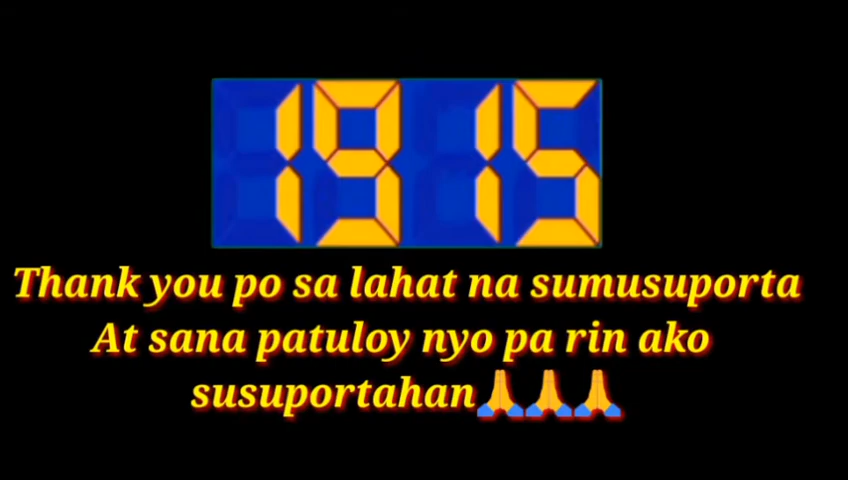 1915
Thank you po sa lahat na sumusuporta
At sana patuloy nyo pa rin ako
susuportahan🙏🙏🙏